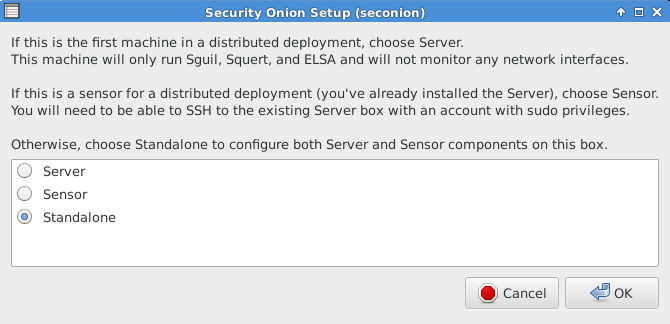 Security Onion Setup (seconion)
If this is the first machine in a distributed deployment, choose Server.
This machine will only run Sguil, Squert, and ELSA and will not monitor any network interfaces.
If this is a sensor for a distributed deployment (you've already installed the Server), choose Sensor.
You will need to be able to SSH to the existing Server box with an account with sudo privileges.
Otherwise, choose Standalone to configure both Server and Sensor components on this box.
Server
Sensor
Standalone
Cancel
OK